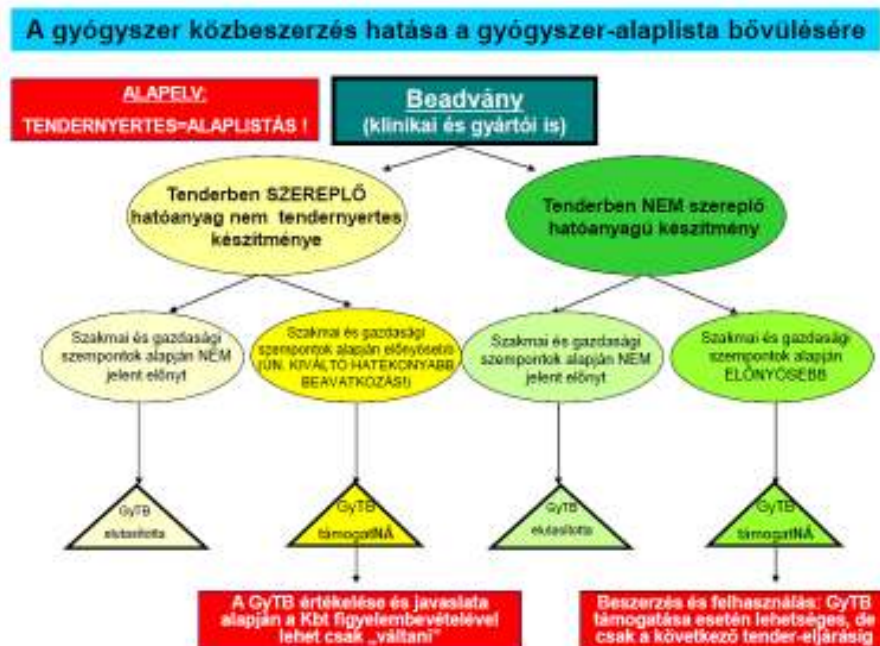 A gyógyszer közbeszerzés hatása a gyógyszer-alaplista bővülésére
ALAPELV:
TENDERNYERTES=ALAPLISTÁS !
Beadvány
(klinikai és gyártói is)
Tenderben SZEREPLŐ
hatóanyag nem tendernyertes
készítménye
Tenderben NEM szereplő
hatóanyagú készítmény
Szakmai és gazdasági
szempontok alapján NEM
jelent előnyt
Szakmai és gazdasági
szempontok alapján előnyösebb
(ÚN. KIVÁLTÓ HATÉKONYABB
BEAVATKOZÁS!)
Szakmai és gazdasági
szempontok alapján NEM
jelent előnyt
Szakmai és gazdasági
szempontok alapján
ELŐNYÖSEBB
GyTB
elutasította
GyTB
támogatNÁ
GyTB
elutasította
GyTB
támogatNÁ
A GyTB értékelése és javaslata
alapján a Kbt figyelembevételével
lehet csak „váltani”
Beszerzés és felhasználás: GyTB
támogatása esetén lehetséges, de
csak a következő tender-eljárásig